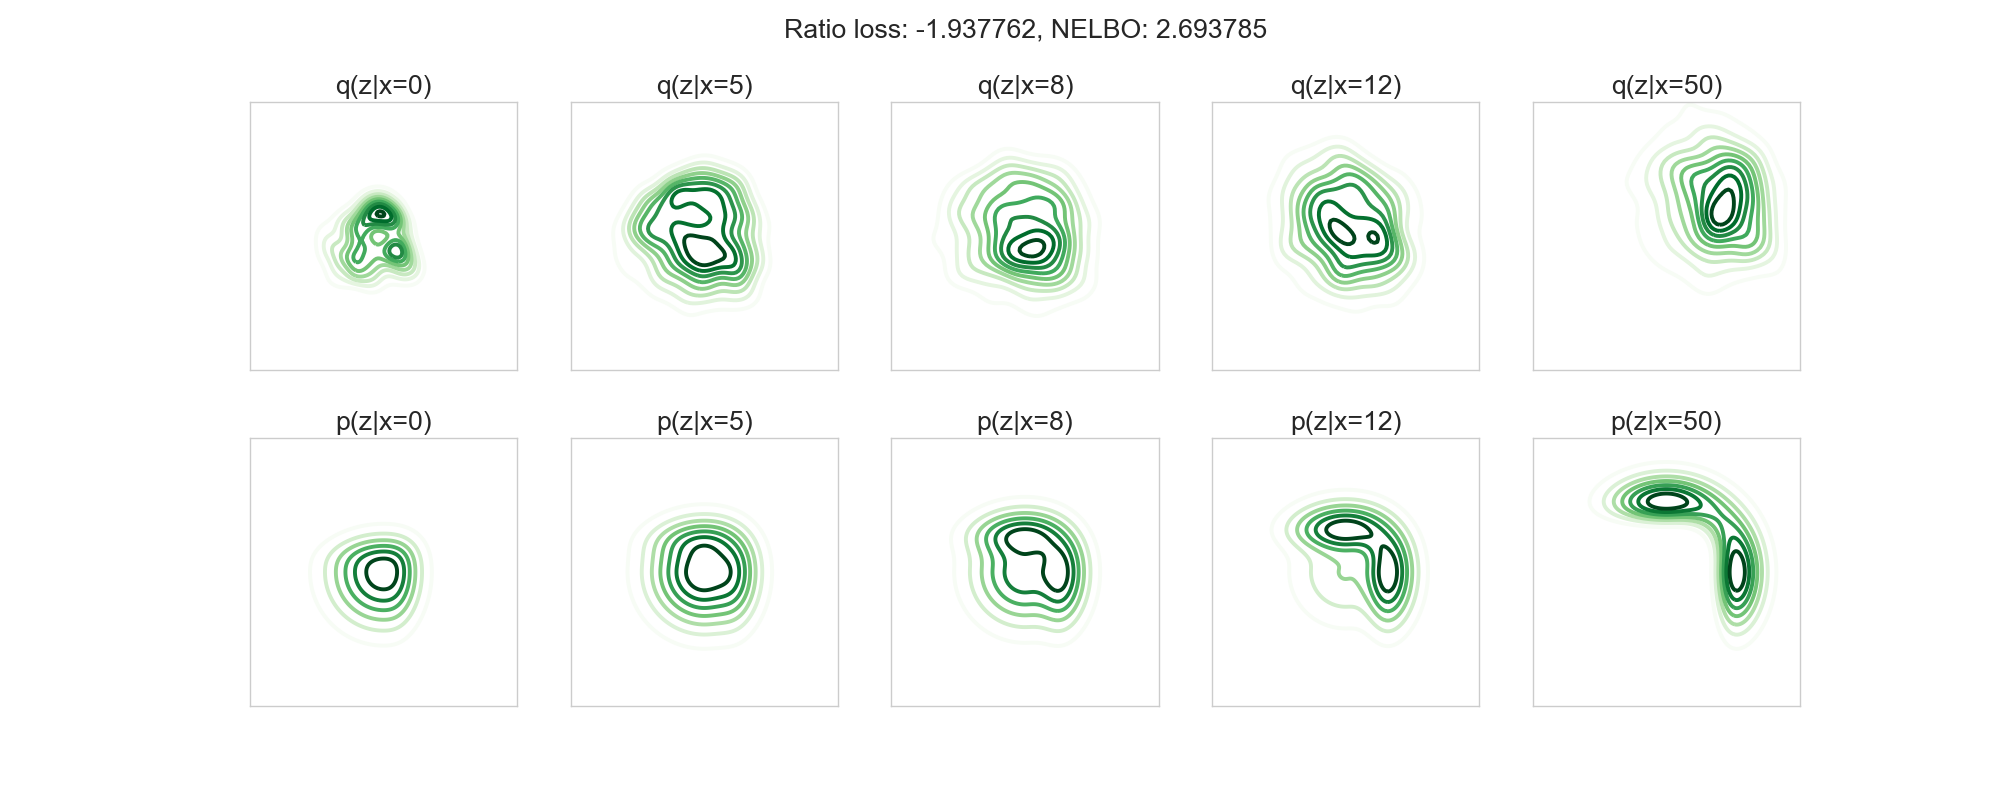 Ratio loss: -1.937762, NELBO: 2.693785
q(z|x=0) q(z|x=5) q(z|x=8) q(z|x=12) q(z|x=50)
p(z|x=0) p(z|x=5) p(z|x=8) p(z|x=12) p(z|x=50)